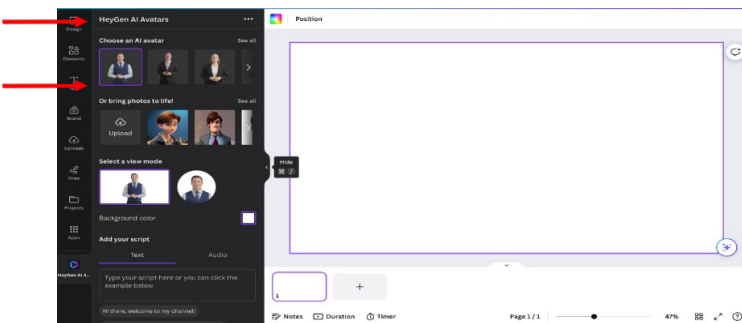 HeyGen AI Avatars
Position
Design
Choose an AI avatar
See all
Elements
Or bring photos to life!
See all
Brand
Upload
Uploads
Select a view mode
Hide
⌘ /
Draw
Projects
Background color
Apps
Add your script
Text
Audio
HeyGen AI A...
Type your script here or you can click the
example below
1
+
Hi there, welcome to my channel!
Notes
Duration
Timer
Page 1 / 1
47%